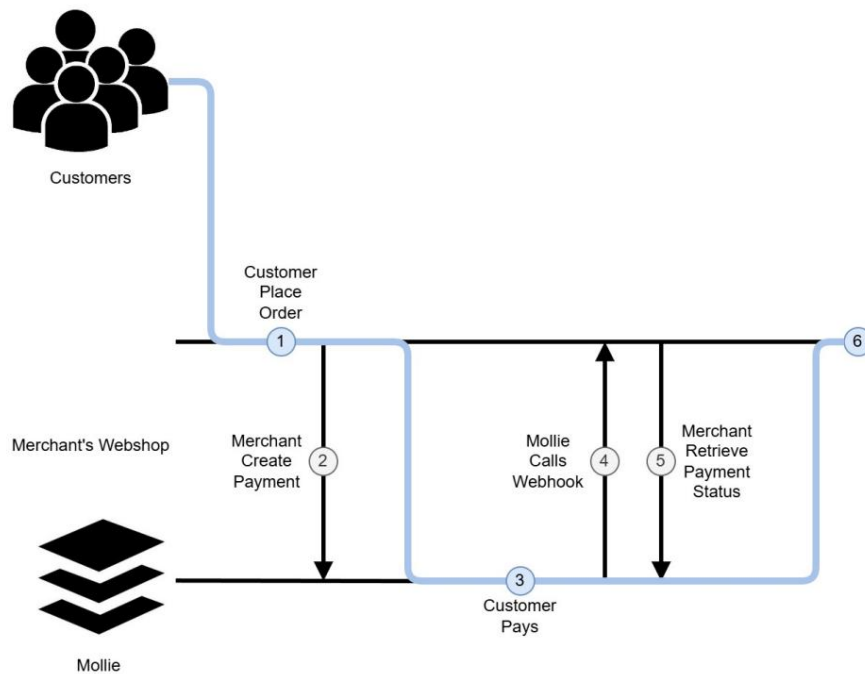 Customers
Customer
Place
Order
1
6
Merchant's Webshop
Merchant
Create
Payment
2
Mollie
Calls
Webhook
4
5
Merchant
Retrieve
Payment
Status
3
Customer
Pays
Mollie